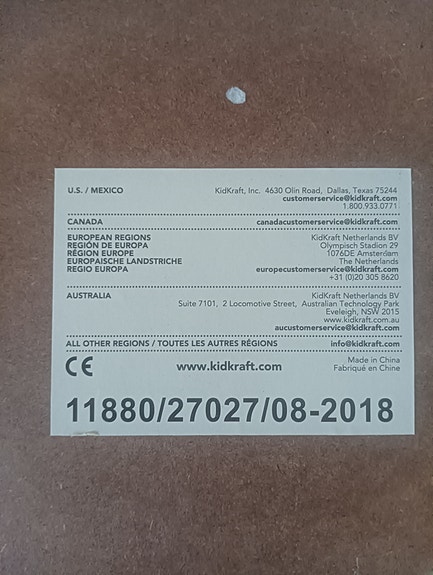 U.S. / MEXICO KidKraft, Inc. 4630 Olin Road, Dallas, Texas 75244
customerservice@kidkraft.com
1.800.933.0771
CANADA canadacustomerservice@kidkraft.com
EUROPEAN REGIONS KidKraft Netherlands BV
REGIÓN DE EUROPA Olympisch Stadion 29
RÉGION EUROPE 1076DE Amsterdam
EUROPAISCHE LANDSTRICHE The Netherlands
REGIO EUROPA europecustomerservice@kidkraft.com
+31 (0)20 305 8620
AUSTRALIA KidKraft Netherlands BV
Suite 7101, 2 Locomotive Street, Australian Technology Park
Eveleigh, NSW 2015
www.kidkraft.com.au
aucustomerservice@kidkraft.com
ALL OTHER REGIONS / TOUTES LES AUTRES RÉGIONS info@kidkraft.com
CE www.kidkraft.com Made in China
Fabriqué en Chine
11880/27027/08-2018